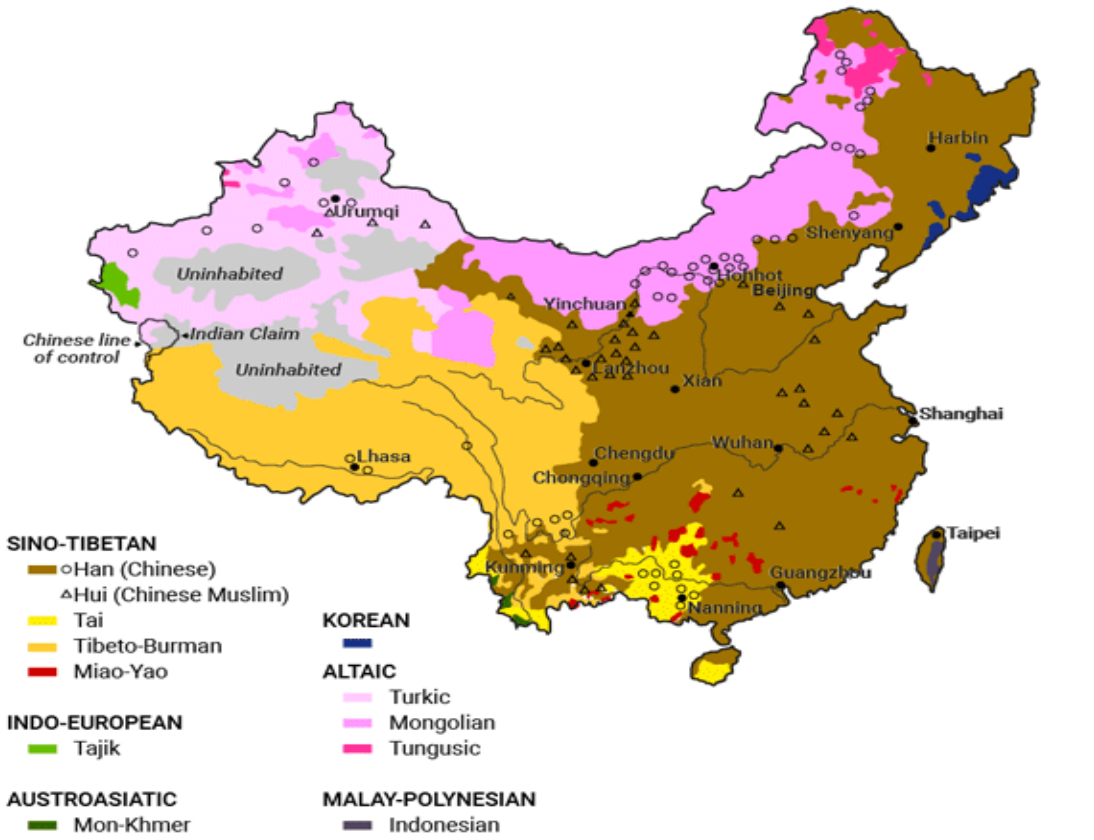 Harbin
Urumqi
Shenyang
Hohhot
Uninhabited
Beijing
Yinchuan
Chinese line
of control
Indian Claim
Uninhabited
Lanzhou
Xian
Shanghai
Wuhan
Chengdu
Lhasa
Chongqing
Taipei
Kunming
Guangzhou
Nanning
SINO-TIBETAN
Han (Chinese)
Hui (Chinese Muslim)
Tai
Tibeto-Burman
Miao-Yao
INDO-EUROPEAN
Tajik
AUSTROASIATIC
Mon-Khmer
KOREAN
ALTAIC
Turkic
Mongolian
Tungusic
MALAY-POLYNESIAN
Indonesian